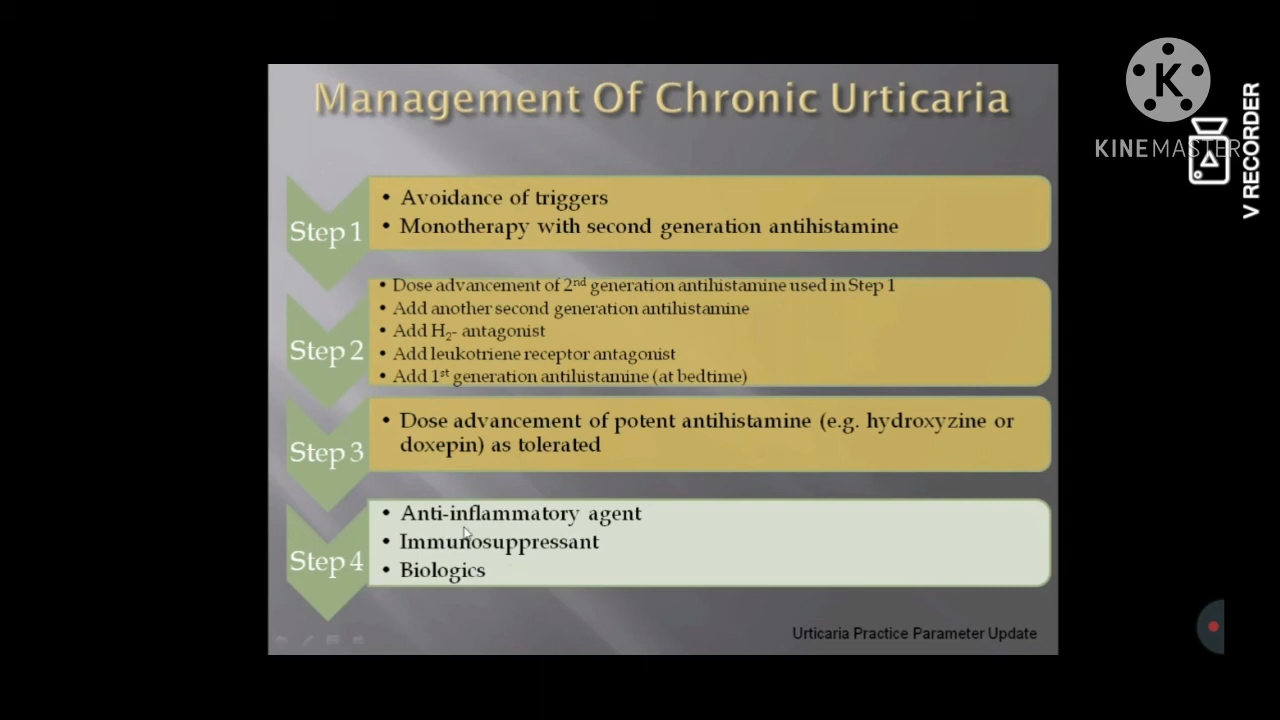 Management Of Chronic Urticaria
KINEMASTER
V RECORDER
Step 1
• Avoidance of triggers
• Monotherapy with second generation antihistamine
Step 2
• Dose advancement of 2nd generation antihistamine used in Step 1
• Add another second generation antihistamine
• Add H2- antagonist
• Add leukotriene receptor antagonist
• Add 1st generation antihistamine (at bedtime)
Step 3
• Dose advancement of potent antihistamine (e.g. hydroxyzine or
doxepin) as tolerated
Step 4
• Anti-inflammatory agent
• Immunosuppressant
• Biologics
Urticaria Practice Parameter Update